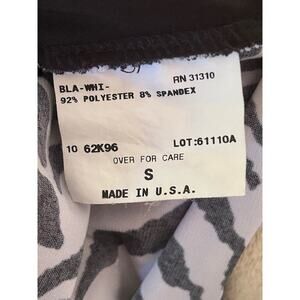 BLA-WHI- RN 31310
92% POLYESTER 8% SPANDEX
10 62K96 LOT:61110A
OVER FOR CARE
S
MADE IN U.S.A.